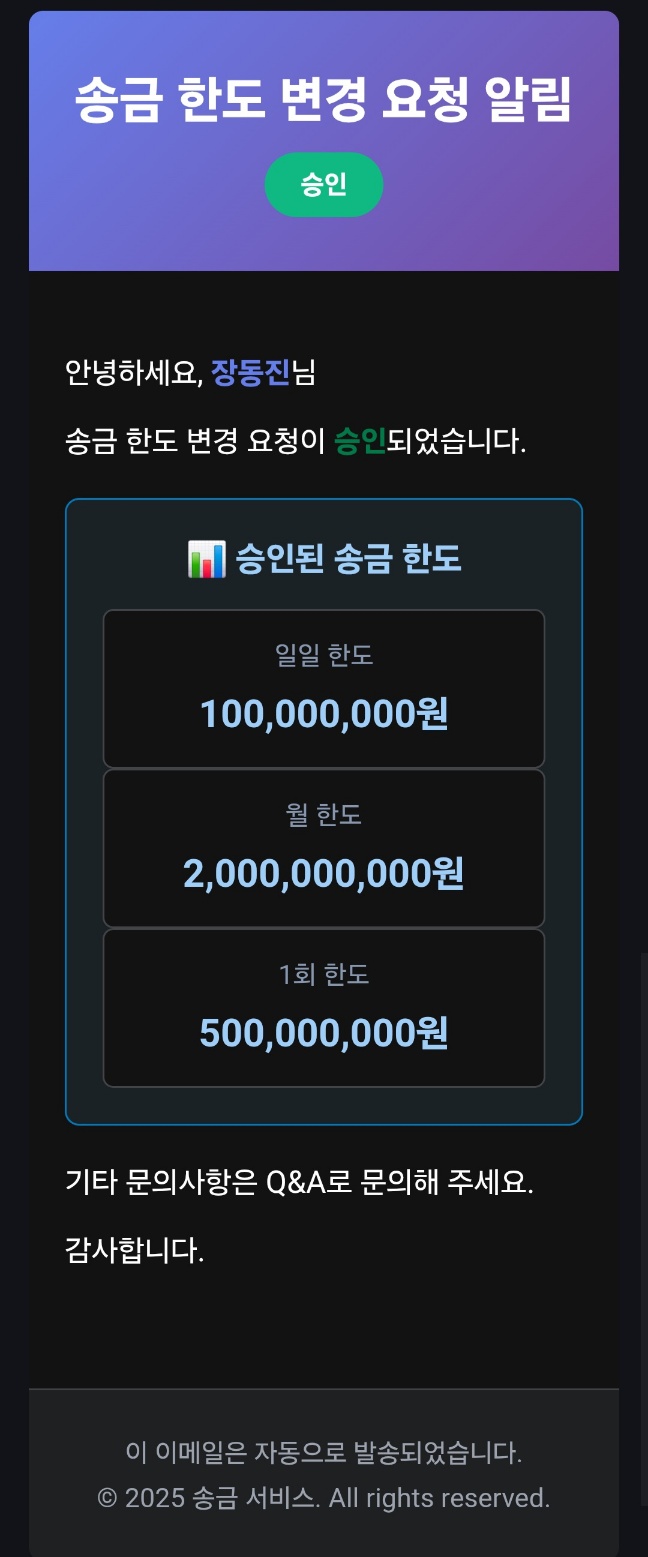 송금 한도 변경 요청 알림
승인
안녕하세요, 장동진님
송금 한도 변경 요청이 승인되었습니다.
📊 승인된 송금 한도
일일 한도
100,000,000원
월 한도
2,000,000,000원
1회 한도
500,000,000원
기타 문의사항은 Q&A로 문의해 주세요.
감사합니다.
이 이메일은 자동으로 발송되었습니다.
© 2025 송금 서비스. All rights reserved.